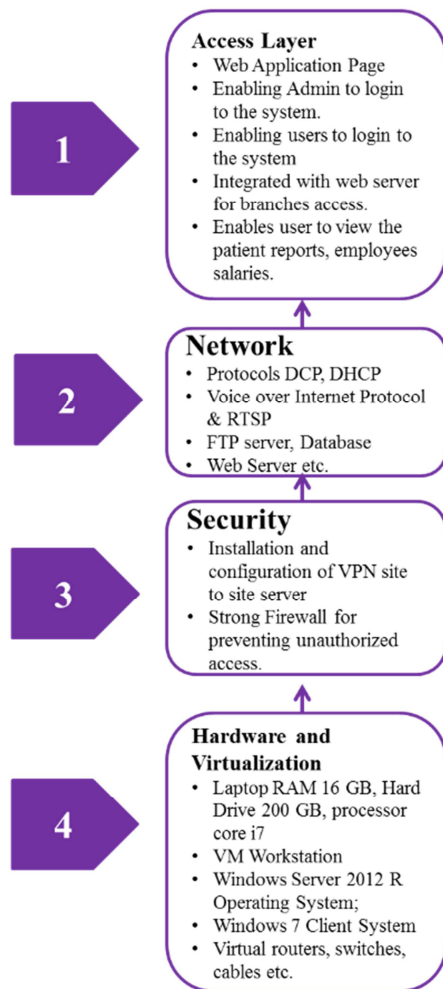 1
Access Layer
• Web Application Page
• Enabling Admin to login
to the system.
• Enabling users to login to
the system
• Integrated with web server
for branches access.
• Enables user to view the
patient reports, employees
salaries.
2
Network
• Protocols DCP, DHCP
• Voice over Internet Protocol
& RTSP
• FTP server, Database
• Web Server etc.
3
Security
• Installation and
configuration of VPN site
to site server
• Strong Firewall for
preventing unauthorized
access.
4
Hardware and
Virtualization
• Laptop RAM 16 GB, Hard
Drive 200 GB, processor
core i7
• VM Workstation
• Windows Server 2012 R
Operating System;
• Windows 7 Client System
• Virtual routers, switches,
cables etc.